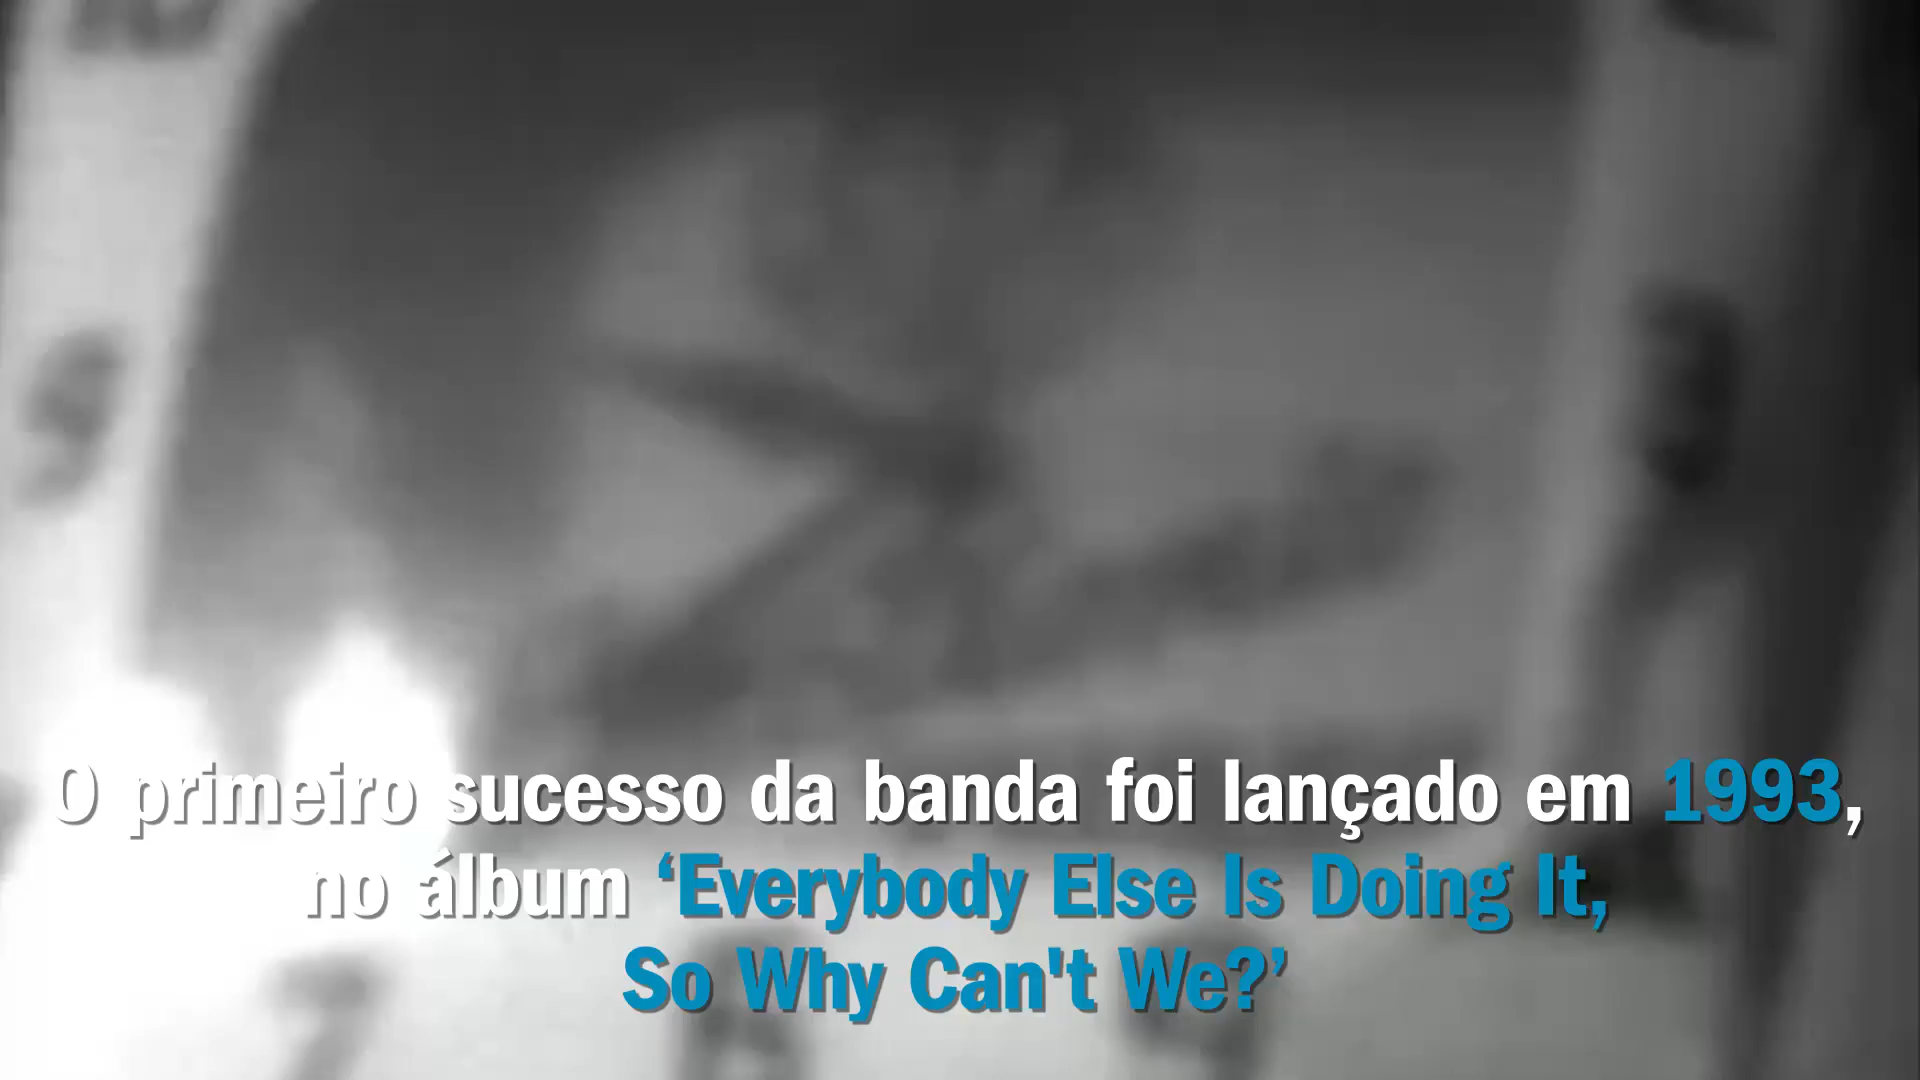 O primeiro sucesso da banda foi lançado em 1993,
no álbum ‘Everybody Else Is Doing It,
So Why Can't We?’